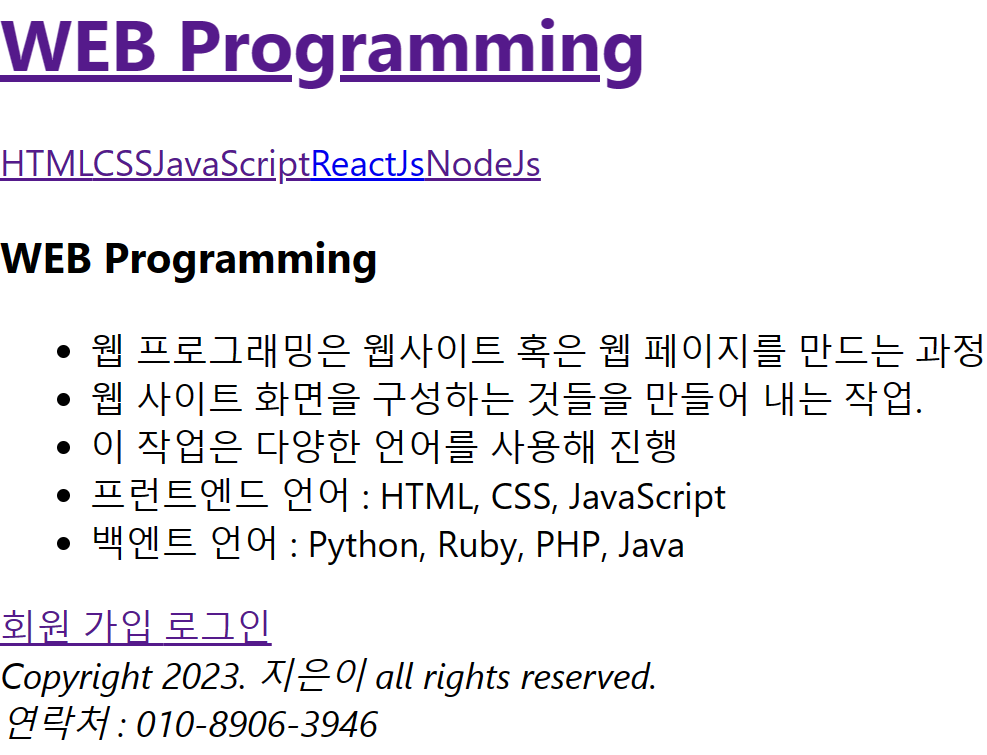 WEB Programming
HTMLCSSJavaScriptReactJsNodeJs
WEB Programming
웹 프로그래밍은 웹사이트 혹은 웹 페이지를 만드는 과정
웹 사이트 화면을 구성하는 것들을 만들어 내는 작업.
이 작업은 다양한 언어를 사용해 진행
프런트엔드 언어 : HTML, CSS, JavaScript
백엔트 언어 : Python, Ruby, PHP, Java
회원 가입 로그인
Copyright 2023. 지은이 all rights reserved.
연락처 : 010-8906-3946